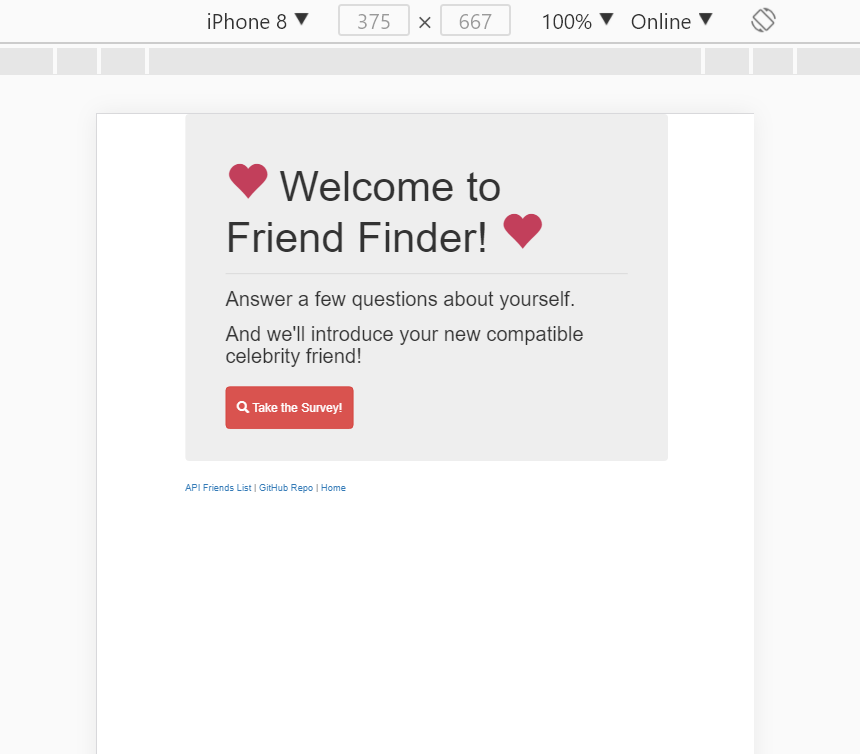 iPhone 8 ▼ 375 × 667 100% ▼ Online ▼
Welcome to
Friend Finder!
Answer a few questions about yourself.
And we'll introduce your new compatible
celebrity friend!
Take the Survey!
API Friends List | GitHub Repo | Home